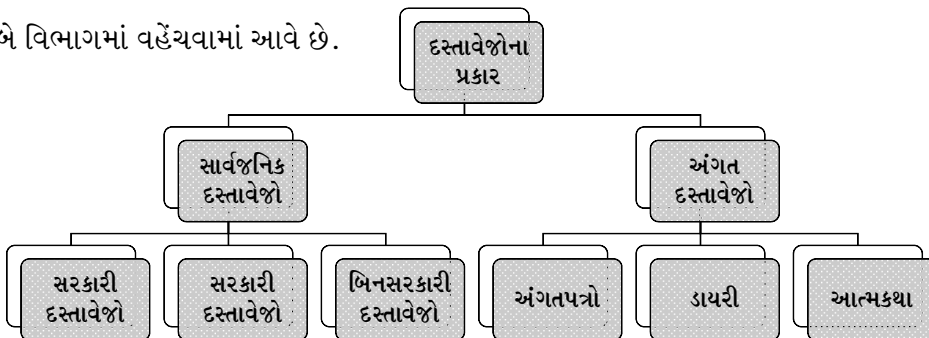 બે વિભાગમાં વહેંચવામાં આવે છે.
દસ્તાવેજોના
પ્રકાર
સાર્વજનિક
દસ્તાવેજો
અંગત
દસ્તાવેજો
સરકારી
દસ્તાવેજો
સરકારી
દસ્તાવેજો
બિનસરકારી
દસ્તાવેજો
અંગતપત્રો
ડાયરી
આત્મકથા